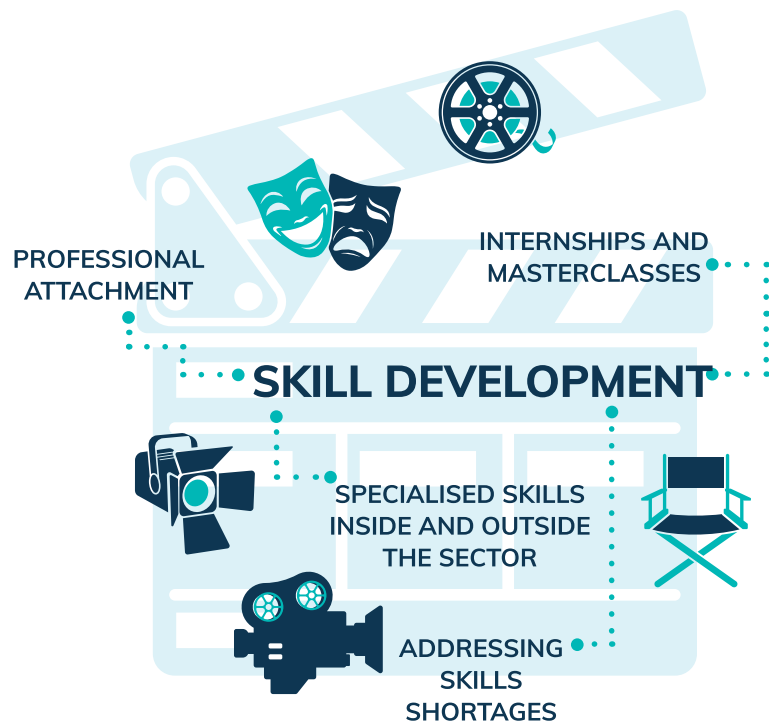 INTERNSHIPS AND
MASTERCLASSES
PROFESSIONAL
ATTACHMENT
SKILL DEVELOPMENT
SPECIALISED SKILLS
INSIDE AND OUTSIDE
THE SECTOR
ADDRESSING
SKILLS
SHORTAGES